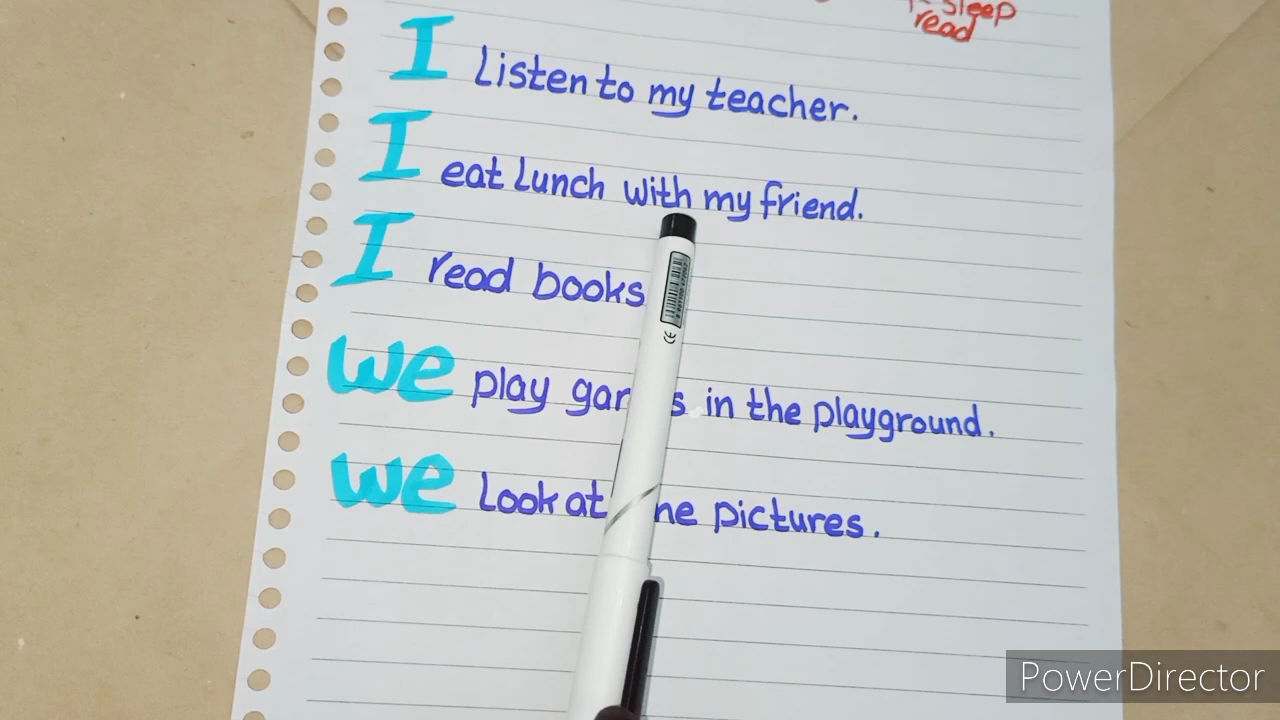 sleep
read
I Listen to my teacher.
I eat lunch with my friend.
I read books
we play in the playground.
we Look at pictures.
PowerDirector